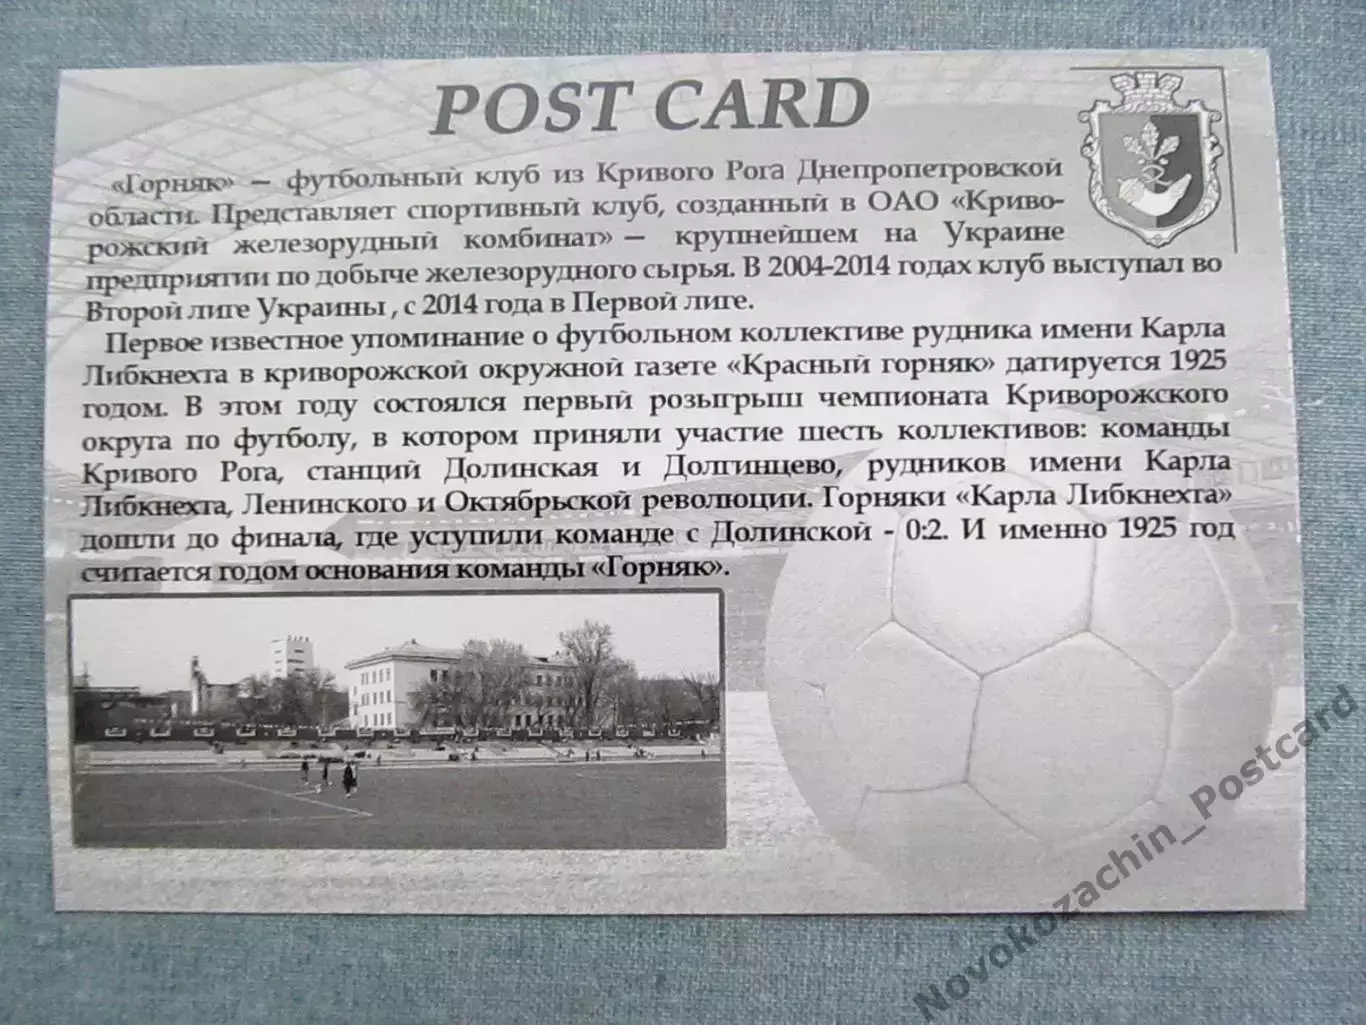 POST CARD
«Горняк» – футбольный клуб из Кривого Рога Днепропетровской
области. Представляет спортивный клуб, созданный в ОАО «Криво-
рожский железорудный комбинат» – крупнейшем на Украине
предприятии по добыче железорудного сырья. В 2004-2014 годах клуб выступал во
Второй лиге Украины, с 2014 года в Первой лиге.
Первое известное упоминание о футбольном коллективе рудника имени Карла
Либкнехта в криворожской окружной газете «Красный горняк» датируется 1925
годом. В этом году состоялся первый розыгрыш чемпионата Криворожского
округа по футболу, в котором приняли участие шесть коллективов: команды
Кривого Рога, станций Долинская и Долгинцево, рудников имени Карла
Либкнехта, Ленинского и Октябрьской революции. Горняки «Карла Либкнехта»
дошли до финала, где уступили команде с Долинской - 0:2. И именно 1925 год
считается годом основания команды «Горняк».
Novokozachin_Postcard